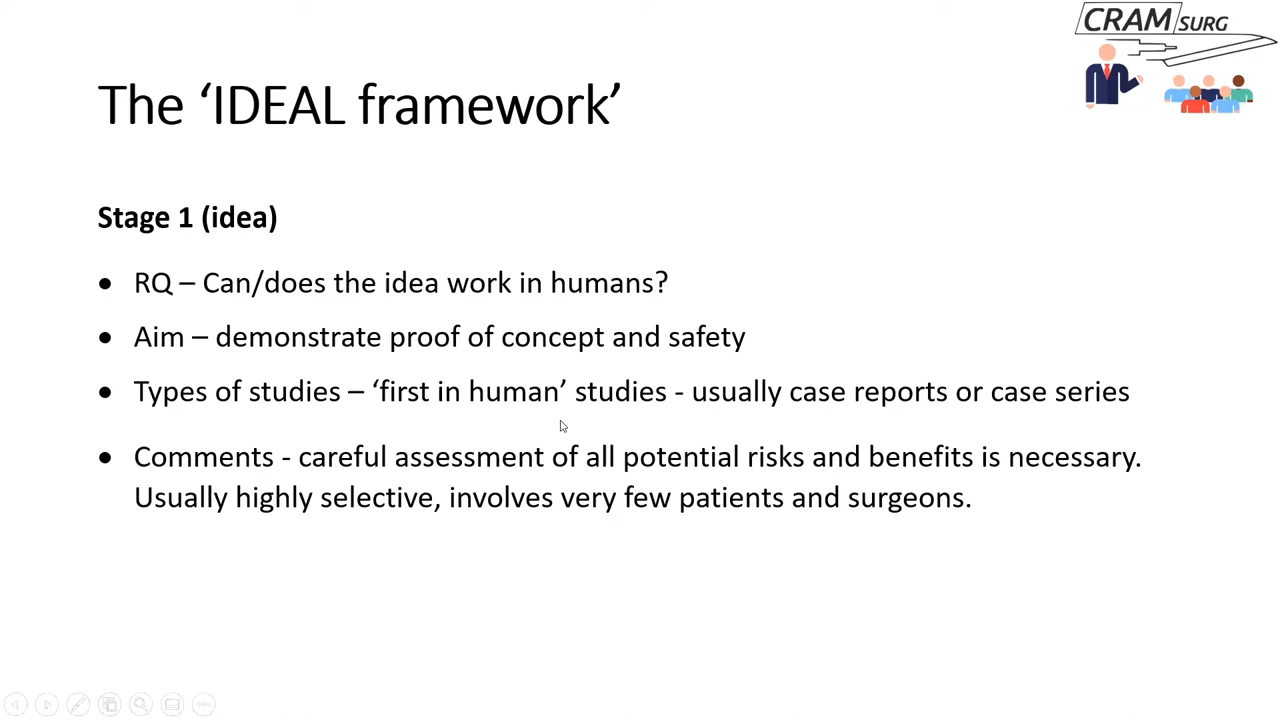 CRAM SURG
The ‘IDEAL framework’
Stage 1 (idea)
• RQ – Can/does the idea work in humans?
• Aim – demonstrate proof of concept and safety
• Types of studies – ‘first in human’ studies - usually case reports or case series
• Comments - careful assessment of all potential risks and benefits is necessary.
Usually highly selective, involves very few patients and surgeons.